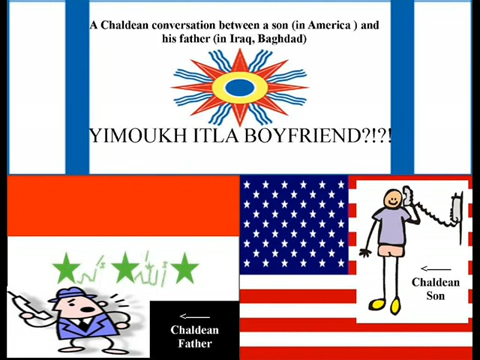 A Chaldean conversation between a son (in America ) and
his father (in Iraq, Baghdad)
YIMOUKH ITLA BOYFRIEND?!?!
الله
Chaldean
Father
Chaldean
Son